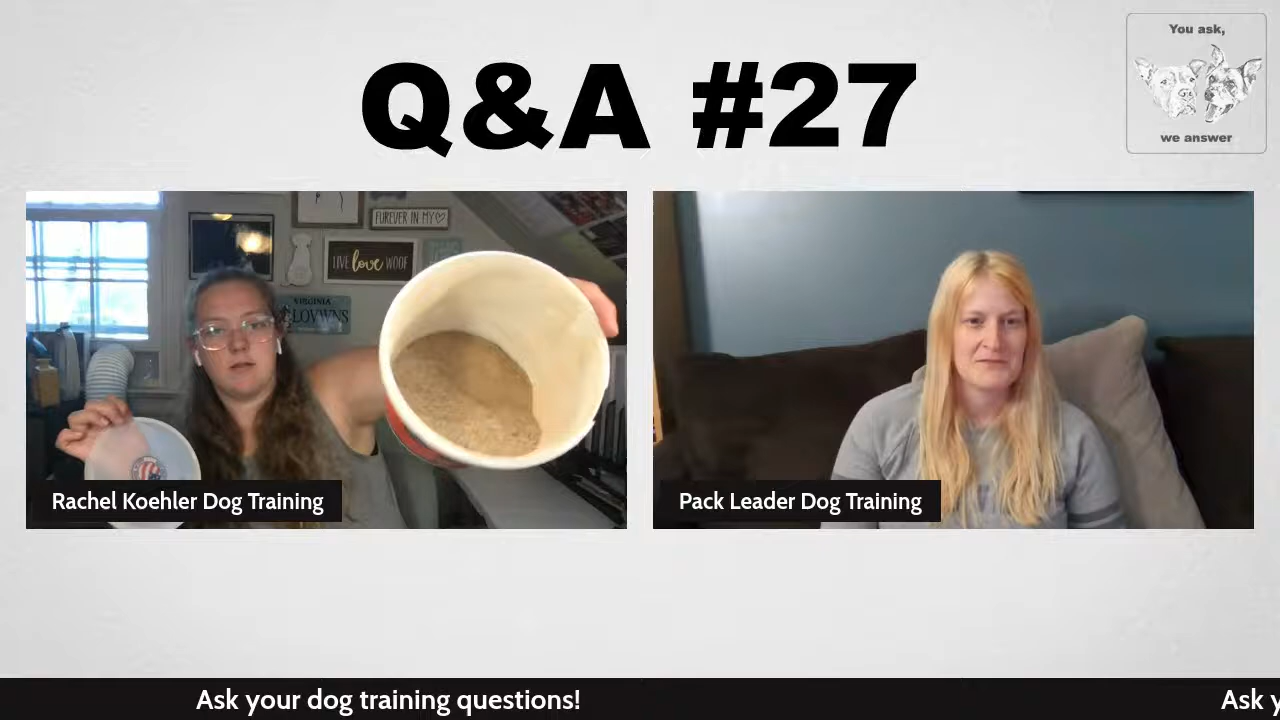 Q&A #27
You ask,
we answer
FUREVER IN MY
LIVE love WOOF
VIRGINIA
LOVWNS
Rachel Koehler Dog Training
Pack Leader Dog Training
Ask your dog training questions!
Ask y